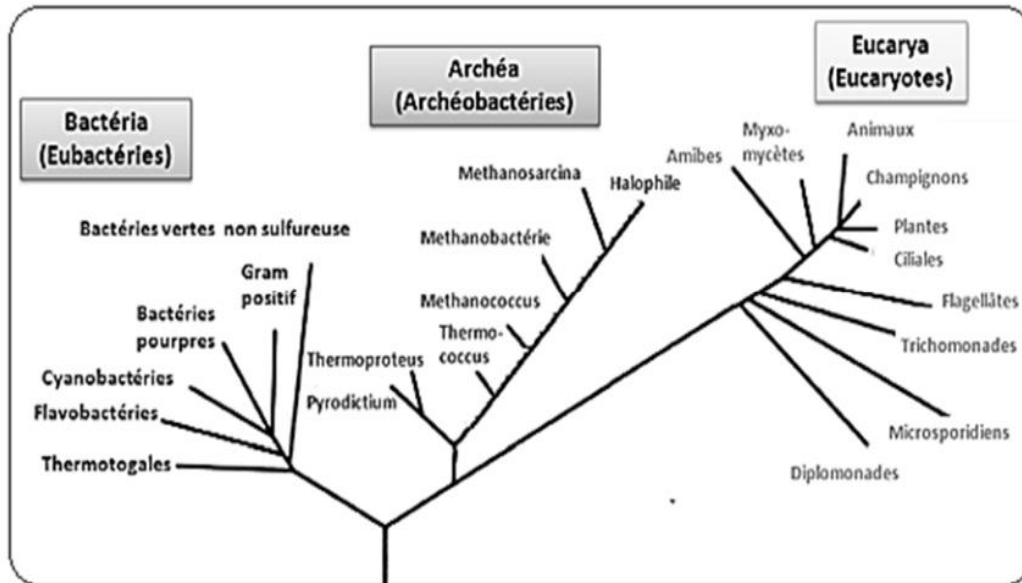 Bactéria
(Eubactéries)
Archéa
(Archéobactéries)
Eucarya
(Eucaryotes)
Bactéries vertes non sulfureuse
Gram
positif
Bactéries
pourpres
Cyanobactéries
Flavobactéries
Thermotogales
Methanosarcina
Halophile
Methanobactérie
Methanococcus
Thermo-
coccus
Thermoproteus
Pyrodictium
Amibes
Myxo-
mycètes
Animaux
Champignons
Plantes
Ciliales
Flagellâtes
Trichomonades
Microsporidiens
Diplomonades